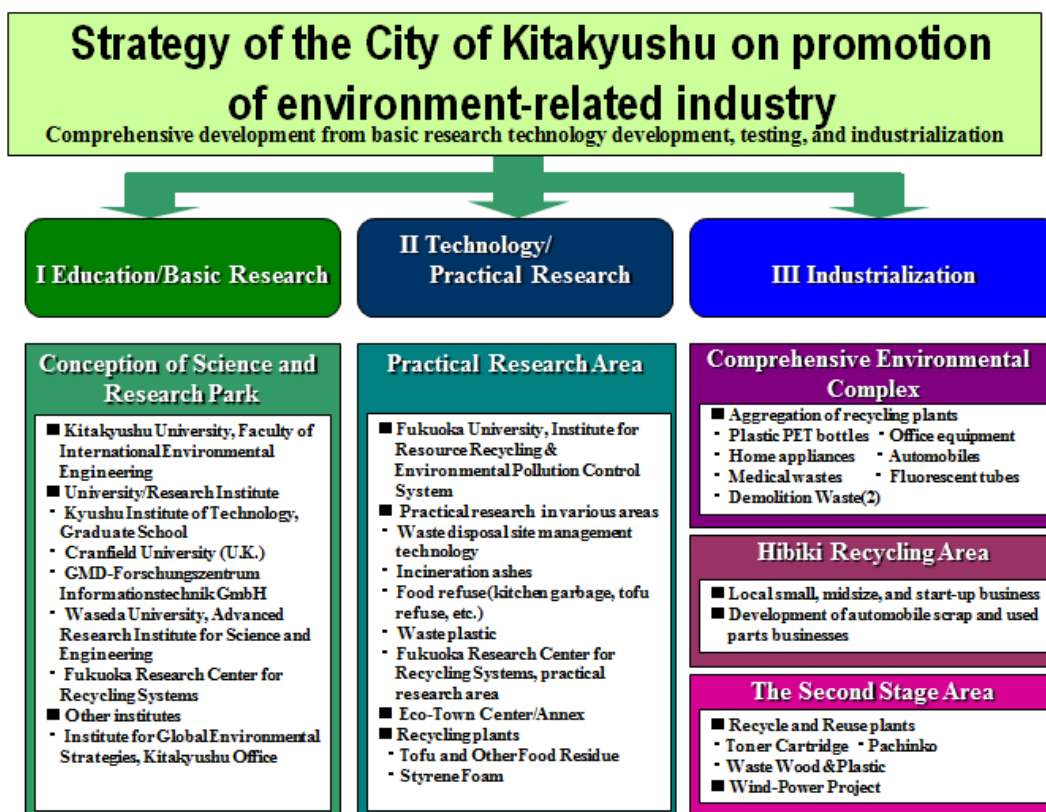 Strategy of the City of Kitakyushu on promotion
of environment-related industry
Comprehensive development from basic research technology development, testing, and industrialization
I Education/Basic Research
II Technology/
Practical Research
III Industrialization
Conception of Science and
Research Park
■ Kitakyushu University, Faculty of
International Environmental
Engineering
■ University/Research Institute
・ Kyushu Institute of Technology,
Graduate School
・ Cranfield University (U.K.)
・ GMD-Forschungszentrum
Informationstechnik GmbH
・ Waseda University, Advanced
Research Institute for Science and
Engineering
・ Fukuoka Research Center for
Recycling Systems
■ Other institutes
・ Institute for Global Environmental
Strategies, Kitakyushu Office
Practical Research Area
■ Fukuoka University, Institute for
Resource Recycling &
Environmental Pollution Control
System
■ Practical research in various areas
・ Waste disposal site management
technology
・ Incineration ashes
・ Food refuse(kitchen garbage, tofu
refuse, etc.)
・ Waste plastic
・ Fukuoka Research Center for
Recycling Systems, practical
research area
■ Eco-Town Center/Annex
■ Recycling plants
・ Tofu and Other Food Residue
・ Styrene Foam
Comprehensive Environmental
Complex
■ Aggregation of recycling plants
・ Plastic PET bottles ・ Office equipment
・ Home appliances ・ Automobiles
・ Medical wastes ・ Fluorescent tubes
・ Demolition Waste(2)
Hibiki Recycling Area
■ Local small, midsize, and start-up business
■ Development of automobile scrap and used
parts businesses
The Second Stage Area
■ Recycle and Reuse plants
・ Toner Cartridge ・ Pachinko
・ Waste Wood &Plastic
■ Wind-Power Project